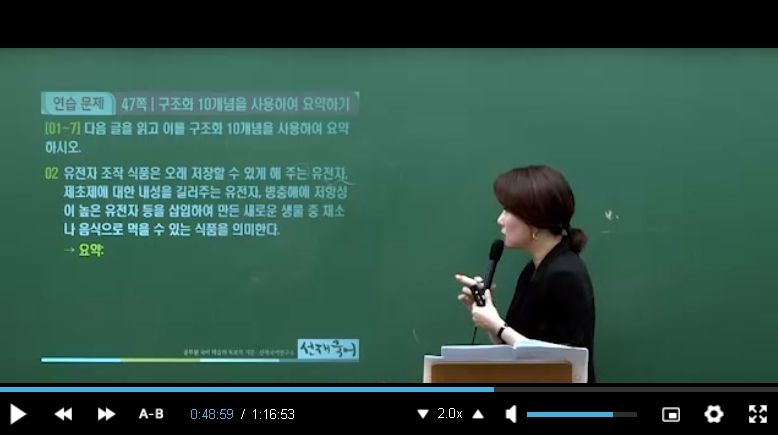 연습 문제 47쪽 | 구조화 10개념을 사용하여 요약하기
[01~7] 다음 글을 읽고 이를 구조화 10개념을 사용하여 요약
하시오.
02 유전자 조작 식품은 오래 저장할 수 있게 해 주는 유전자,
제초제에 대한 내성을 길러주는 유전자, 병충해에 저항성
이 높은 유전자 등을 삽입하여 만든 새로운 생물 중 채소
나 음식으로 먹을 수 있는 식품을 의미한다.
→ 요약:
선재국어
A-B 0:48:59 / 1:16:53 2.0x